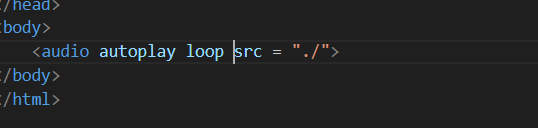 </head>
<body>
<audio autoplay loop src = "./">
</body>
</html>